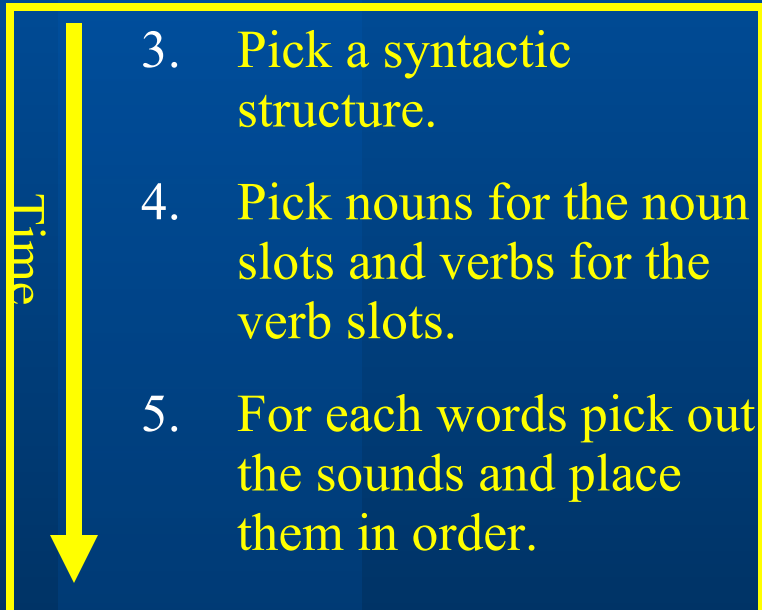 Time
3. Pick a syntactic
structure.
4. Pick nouns for the noun
slots and verbs for the
verb slots.
5. For each words pick out
the sounds and place
them in order.